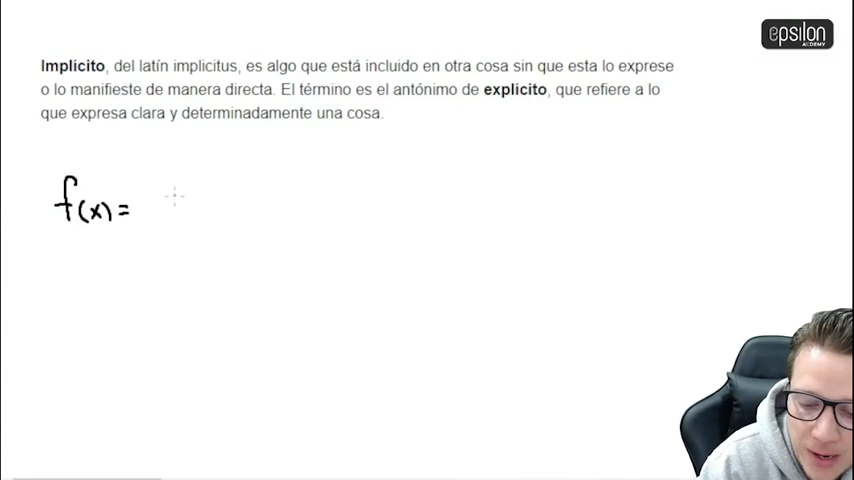 epsilon
ACADEMY
Implicito, del latín implicitus, es algo que está incluido en otra cosa sin que esta lo exprese
o lo manifieste de manera directa. El término es el antónimo de explícito, que refiere a lo
que expresa clara y determinadamente una cosa.
f(x)=